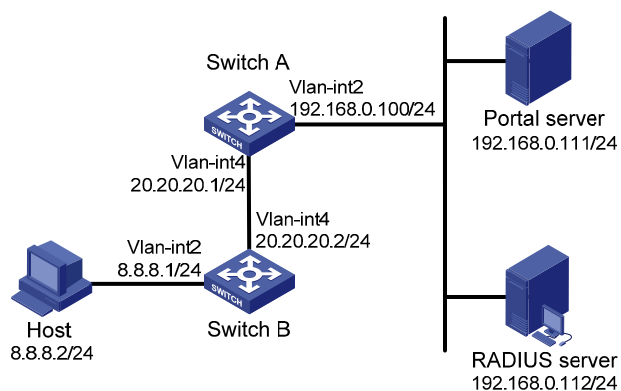 Switch A
Vlan-int2
192.168.0.100/24
SWITCH
Portal server
192.168.0.111/24
Vlan-int4
20.20.20.1/24
Vlan-int4
20.20.20.2/24
Vlan-int2
8.8.8.1/24
SWITCH
Host
8.8.8.2/24
Switch B
RADIUS server
192.168.0.112/24